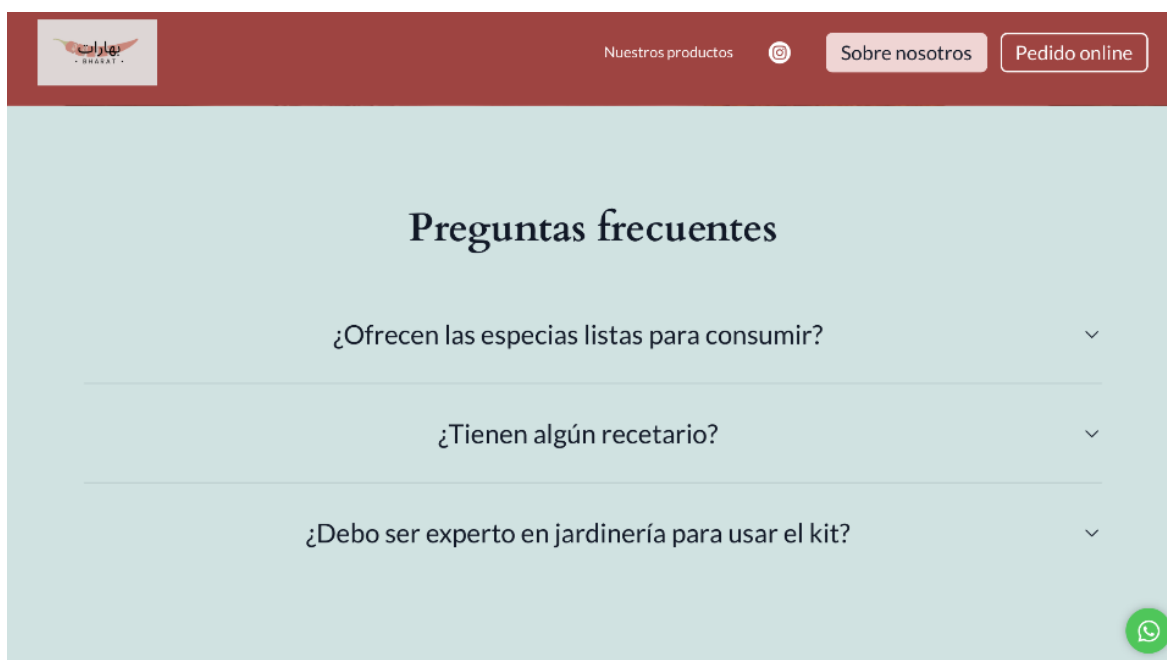 بهارات
· BHARAT ·
Nuestros productos
Sobre nosotros
Pedido online
Preguntas frecuentes
¿Ofrecen las especias listas para consumir?
¿Tienen algún recetario?
¿Debo ser experto en jardinería para usar el kit?